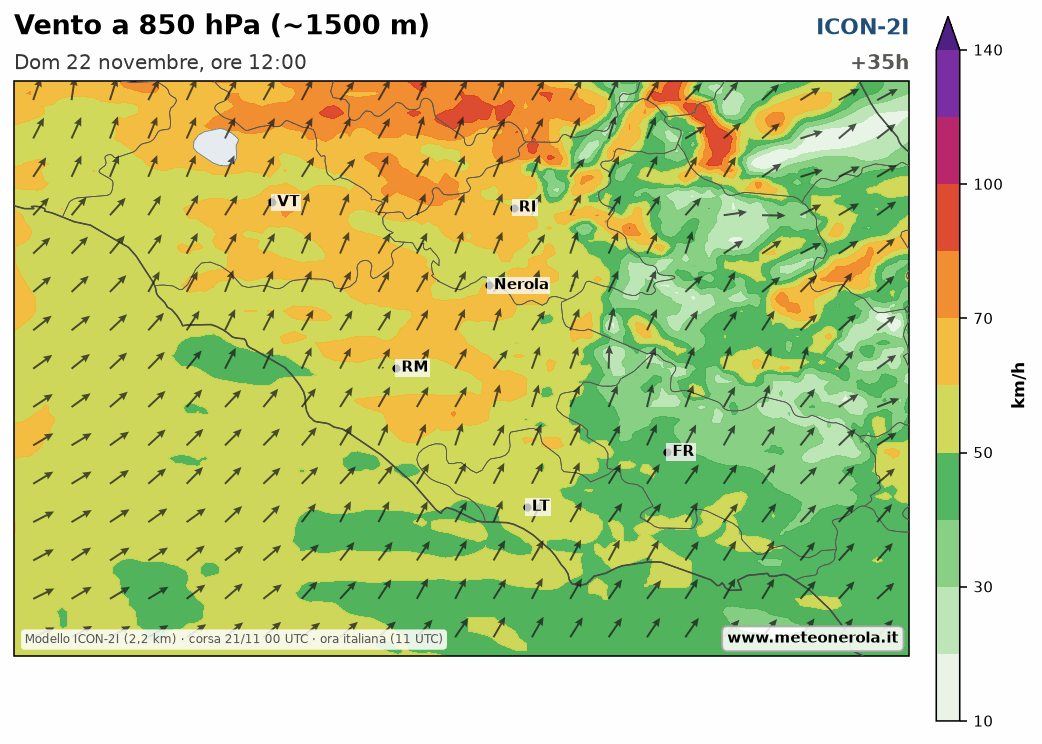 Vento a 850 hPa (~1500 m)
ICON-2I
Dom 22 novembre, ore 12:00
+35h
140
100
70
50
30
10
km/h
VT
RI
Nerola
RM
FR
LT
Modello ICON-2I (2,2 km) · corsa 21/11 00 UTC · ora italiana (11 UTC)
www.meteonerola.it